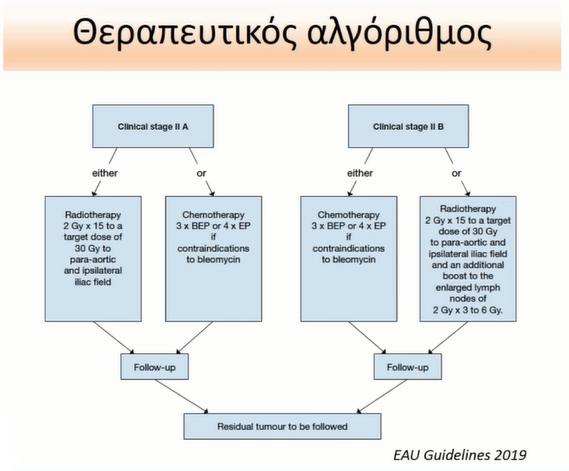 Θεραπευτικός αλγόριθμος
Clinical stage II A
either
or
Radiotherapy
2 Gy x 15 to a
target dose of
30 Gy to
para-aortic
and ipsilateral
iliac field
Chemotherapy
3 x BEP or 4 x EP
if
contraindications
to bleomycin
Follow-up
Clinical stage II B
either
or
Chemotherapy
3 x BEP or 4 x EP
if
contraindications
to bleomycin
Radiotherapy
2 Gy x 15 to a target
dose of 30 Gy
to para-aortic and
ipsilateral iliac field
and an additional
boost to the
enlarged lymph
nodes of
2 Gy x 3 to 6 Gy.
Follow-up
Residual tumour to be followed
EAU Guidelines 2019